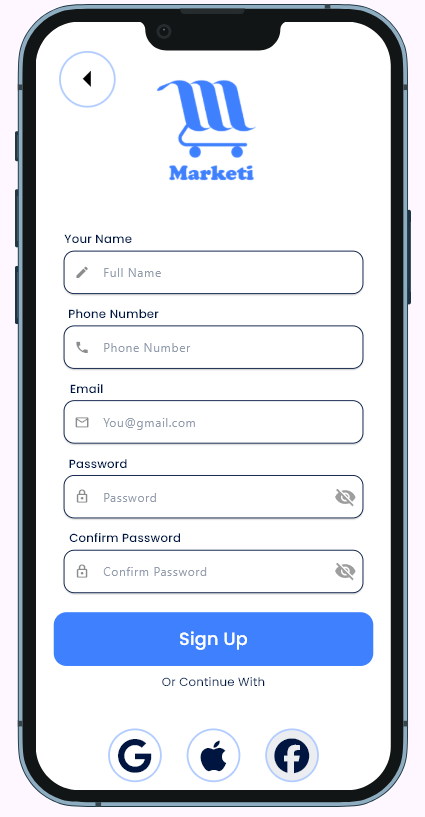 Marketi
Your Name
Full Name
Phone Number
Phone Number
Email
You@gmail.com
Password
Password
Confirm Password
Confirm Password
Sign Up
Or Continue With